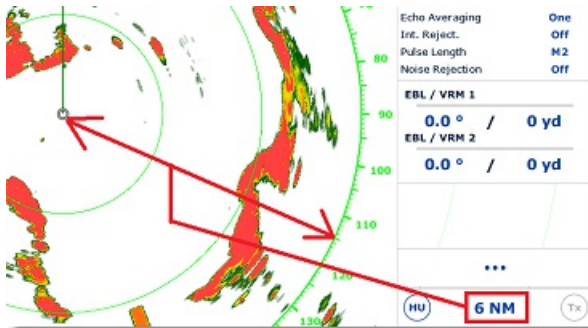 Echo Averaging One
Int. Reject. Off
Pulse Length M2
Noise Rejection Off
EBL / VRM 1
0.0 ° / 0 yd
EBL / VRM 2
0.0 ° / 0 yd
80
90
100
110
120
130
•••
HU 6 NM Tx